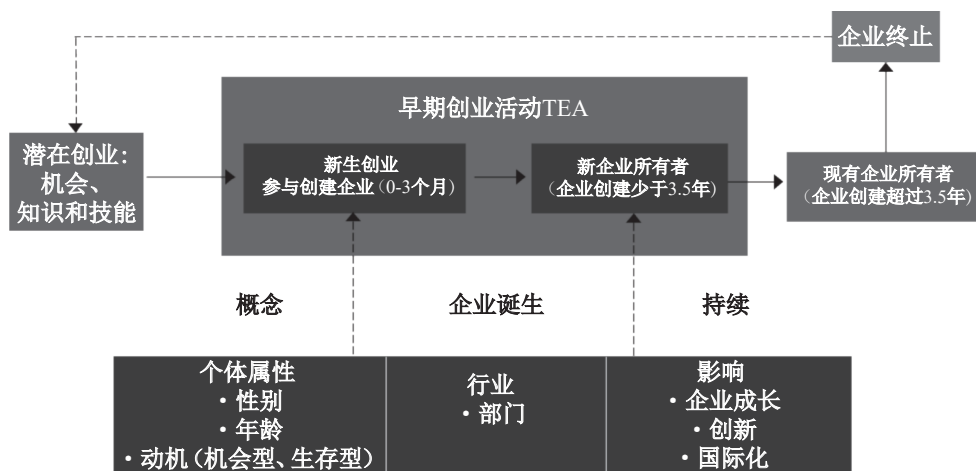 企业终止
早期创业活动TEA
潜在创业:
机会、
知识和技能
新生创业
参与创建企业(0-3个月)
新企业所有者
(企业创建少于3.5年)
现有企业所有者
(企业创建超过3.5年)
概念
企业诞生
持续
个体属性
·性别
·年龄
·动机(机会型、生存型)
行业
·部门
影响
·企业成长
·创新
·国际化